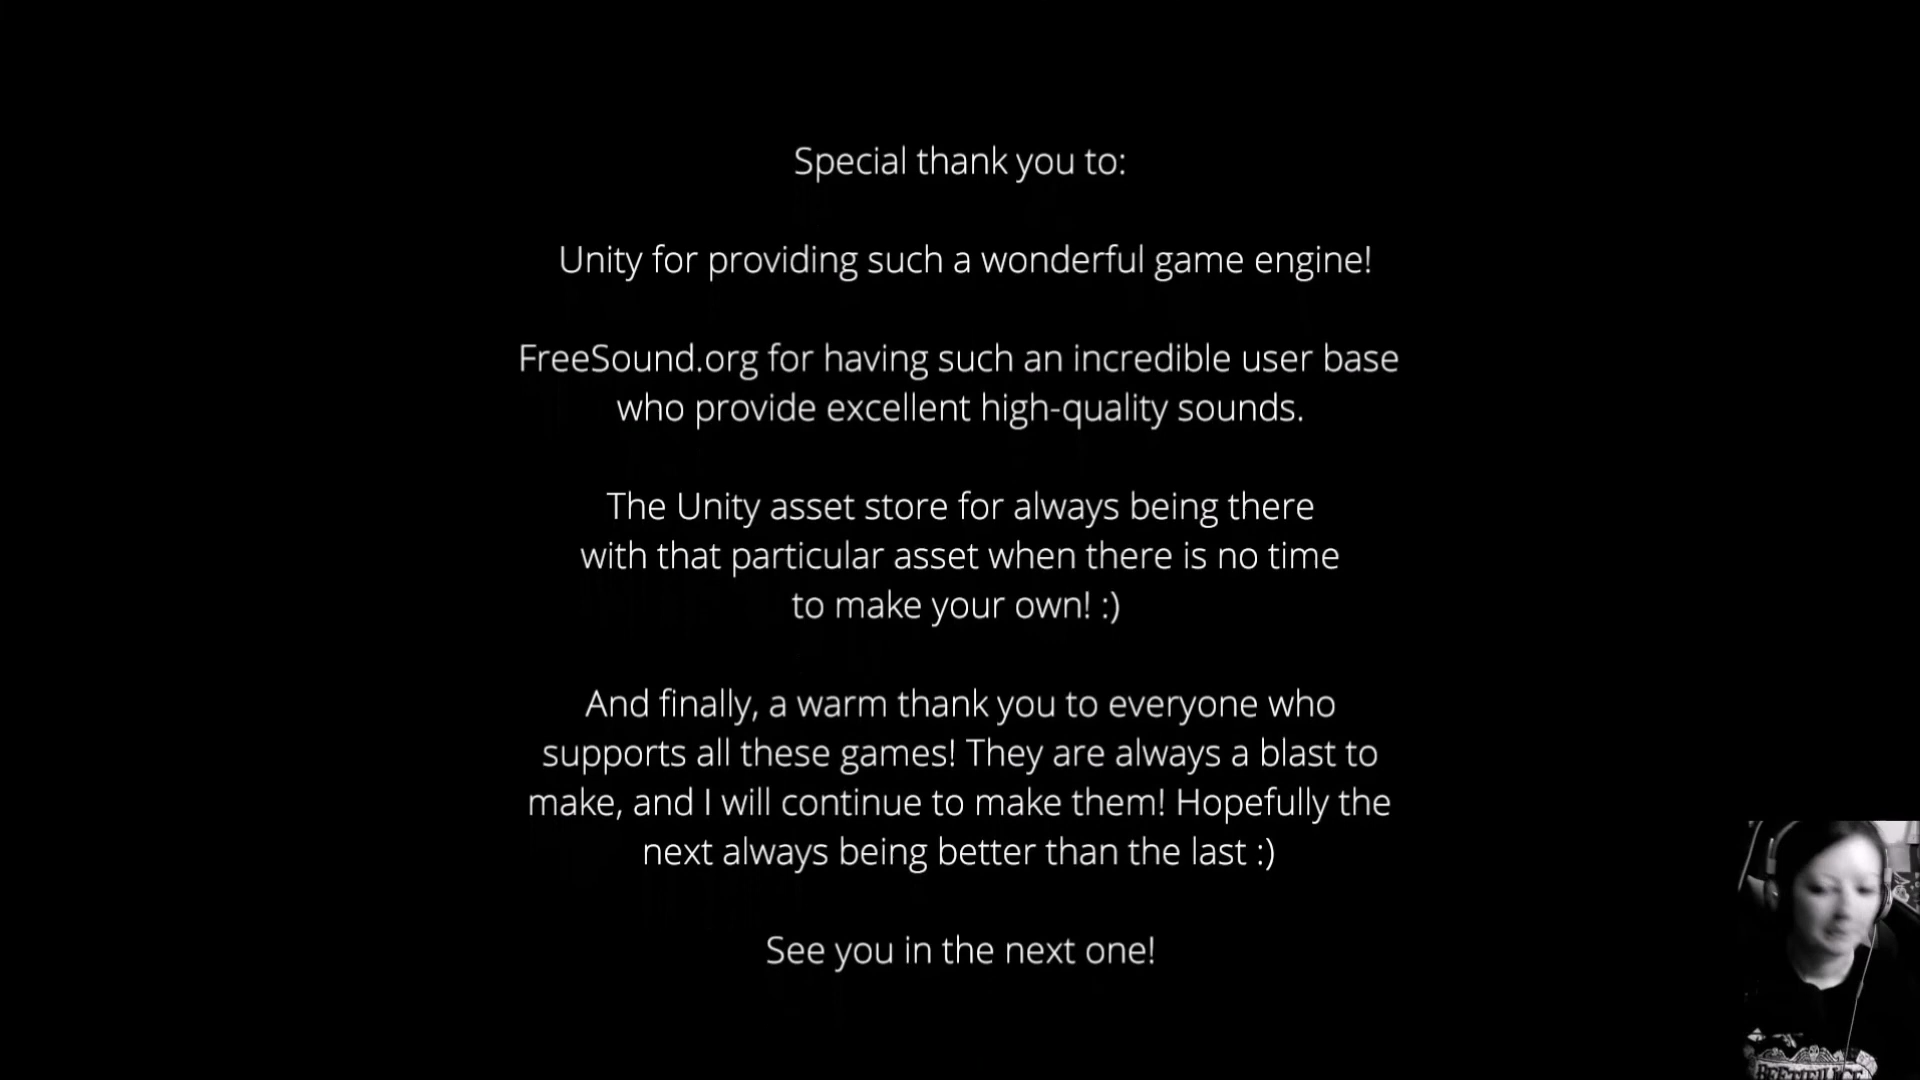 Special thank you to:
Unity for providing such a wonderful game engine!
FreeSound.org for having such an incredible user base
who provide excellent high-quality sounds.
The Unity asset store for always being there
with that particular asset when there is no time
to make your own! :)
And finally, a warm thank you to everyone who
supports all these games! They are always a blast to
make, and I will continue to make them! Hopefully the
next always being better than the last :)
See you in the next one!
BEETLEJUICE